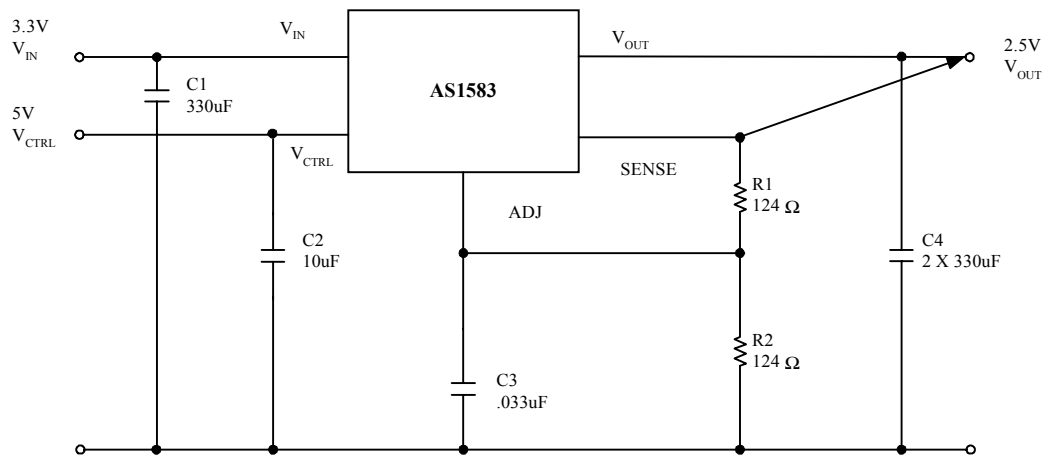 3.3V
VIN
VIN
VOUT
2.5V
VOUT
C1
330uF
AS1583
5V
VCTRL
VCTRL
SENSE
R1
124 Ω
ADJ
C2
10uF
C4
2 X 330uF
R2
124 Ω
C3
.033uF